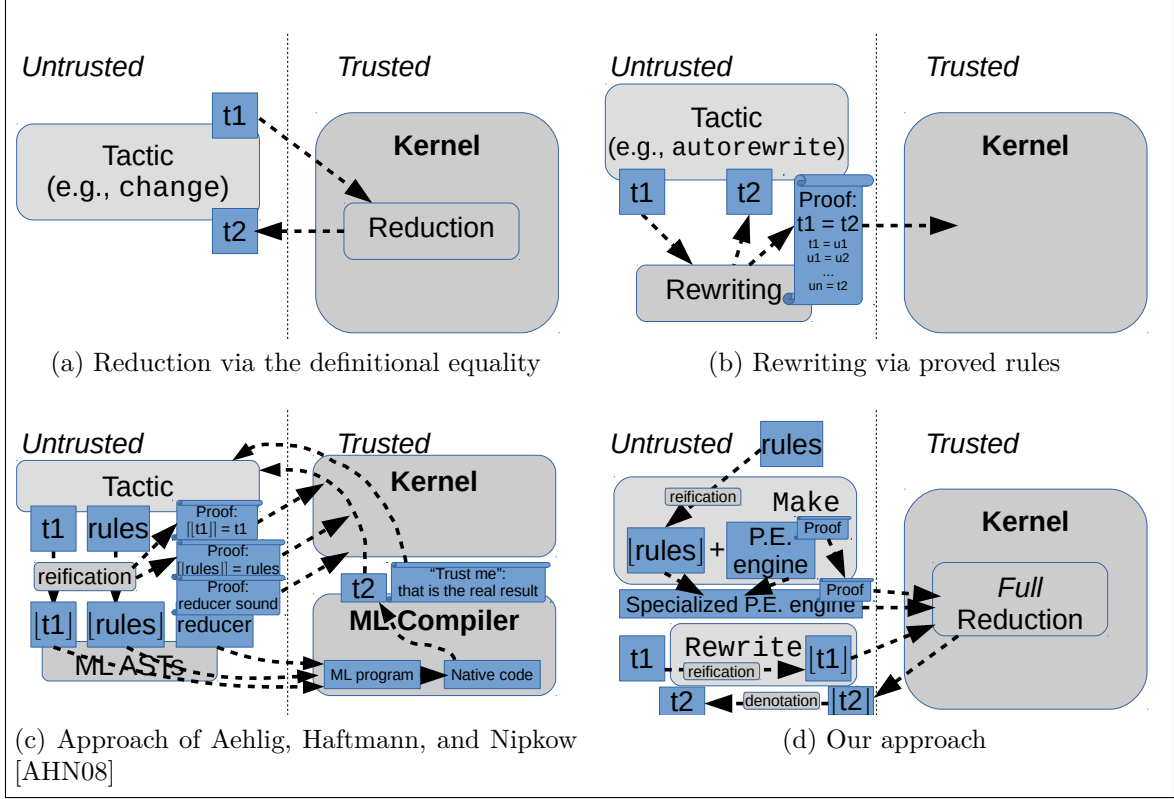 Untrusted
Trusted
t1
Tactic
(e.g., change)
t2
Kernel
Reduction
(a) Reduction via the definitional equality
Untrusted
Trusted
Tactic
(e.g., autorewrite)
t1
t2
Proof:
t1 = t2
t1 = u1
u1 = u2
...
un = t2
Rewriting
Kernel
(b) Rewriting via proved rules
Untrusted
Trusted
Tactic
t1
rules
Proof:
⌈⌊t1⌋⌉ = t1
Proof:
⌈⌊rules⌋⌉ = rules
Proof:
reducer sound
reification
⌊t1⌋
⌊rules⌋
reducer
ML ASTs
Kernel
t2
“Trust me”:
that is the real result
ML Compiler
ML program
Native code
(c) Approach of Aehlig, Haftmann, and Nipkow
[AHN08]
Untrusted
Trusted
rules
reification
Make
⌊rules⌋
+
P.E.
engine
Proof
Proof
Specialized P.E. engine
t1
Rewrite
reification
⌊t1⌋
t2
denotation
⌊t2⌋
Kernel
Full
Reduction
(d) Our approach